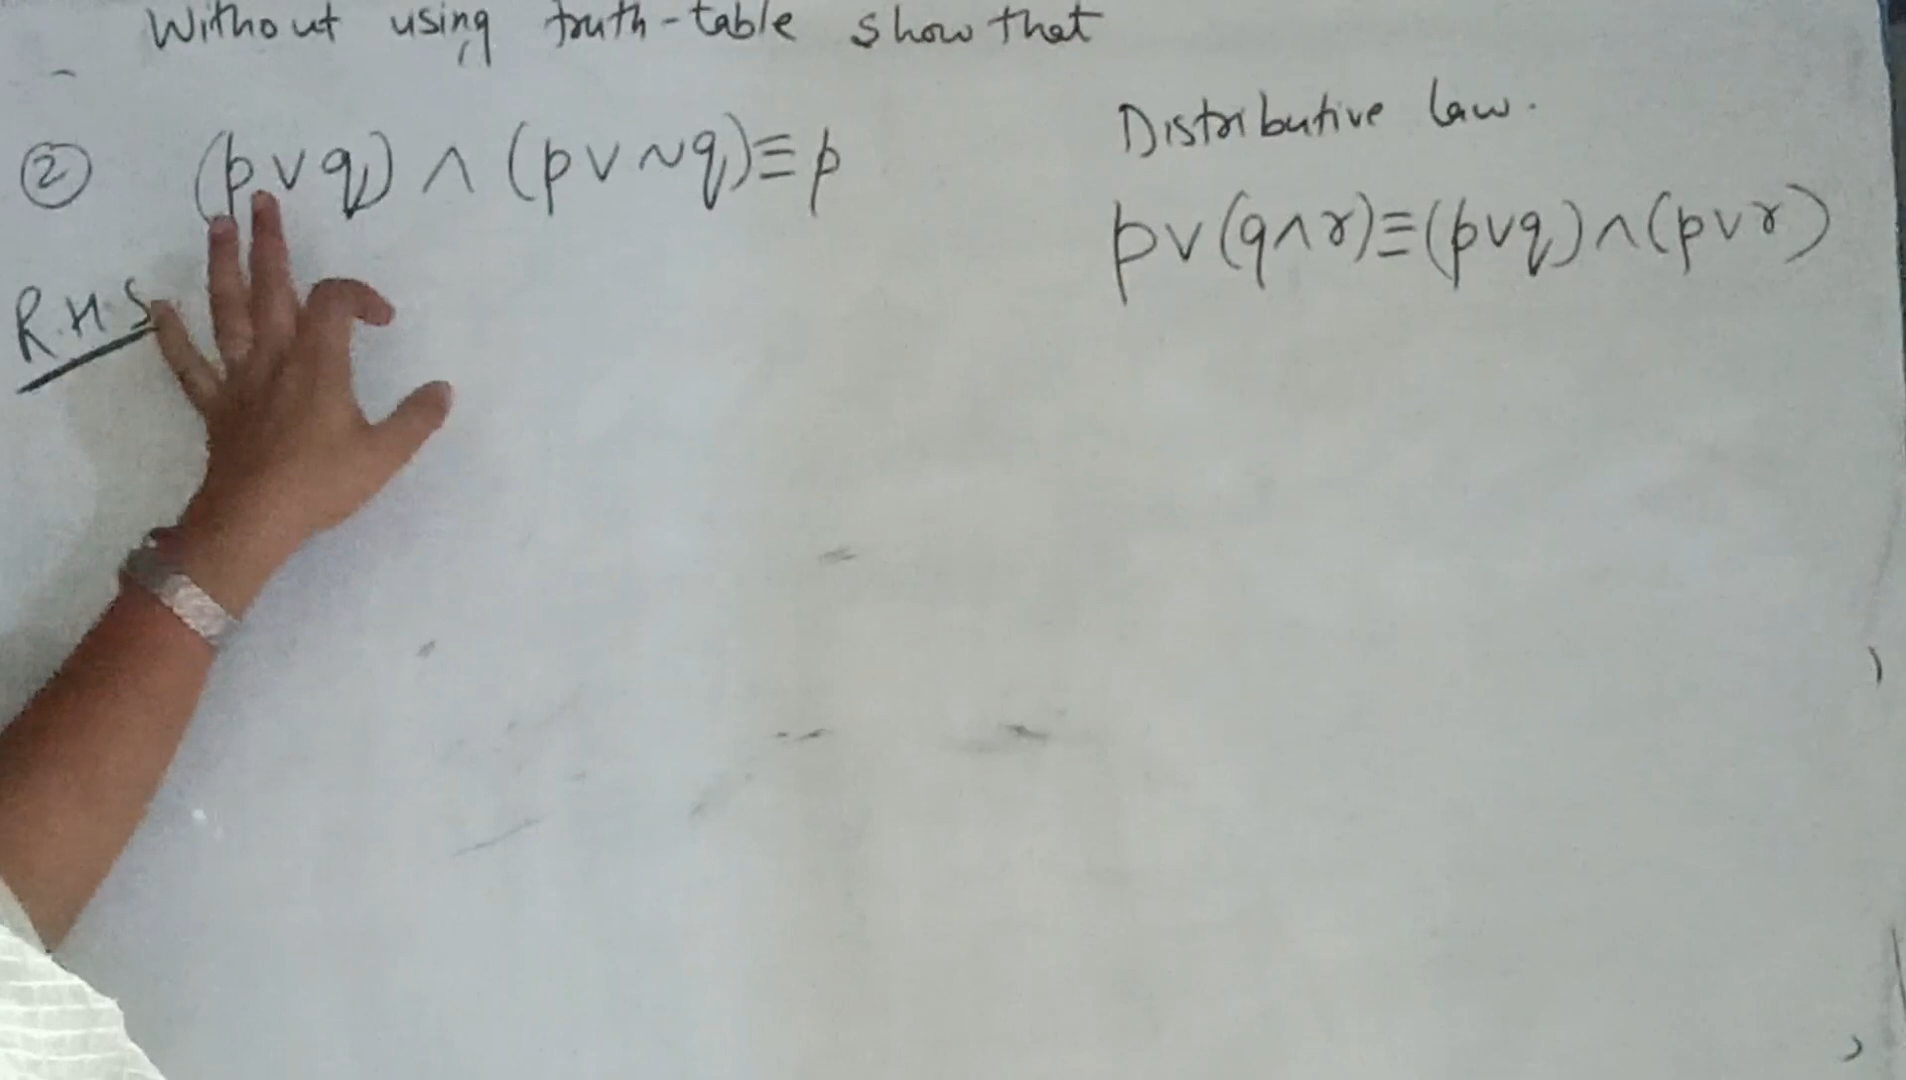 Without using truth-table show that
Distributive law.
② (p∨q) ∧ (p∨~q)≡p
p∨(q∧r)≡(p∨q)∧(p∨r)
R.H.S